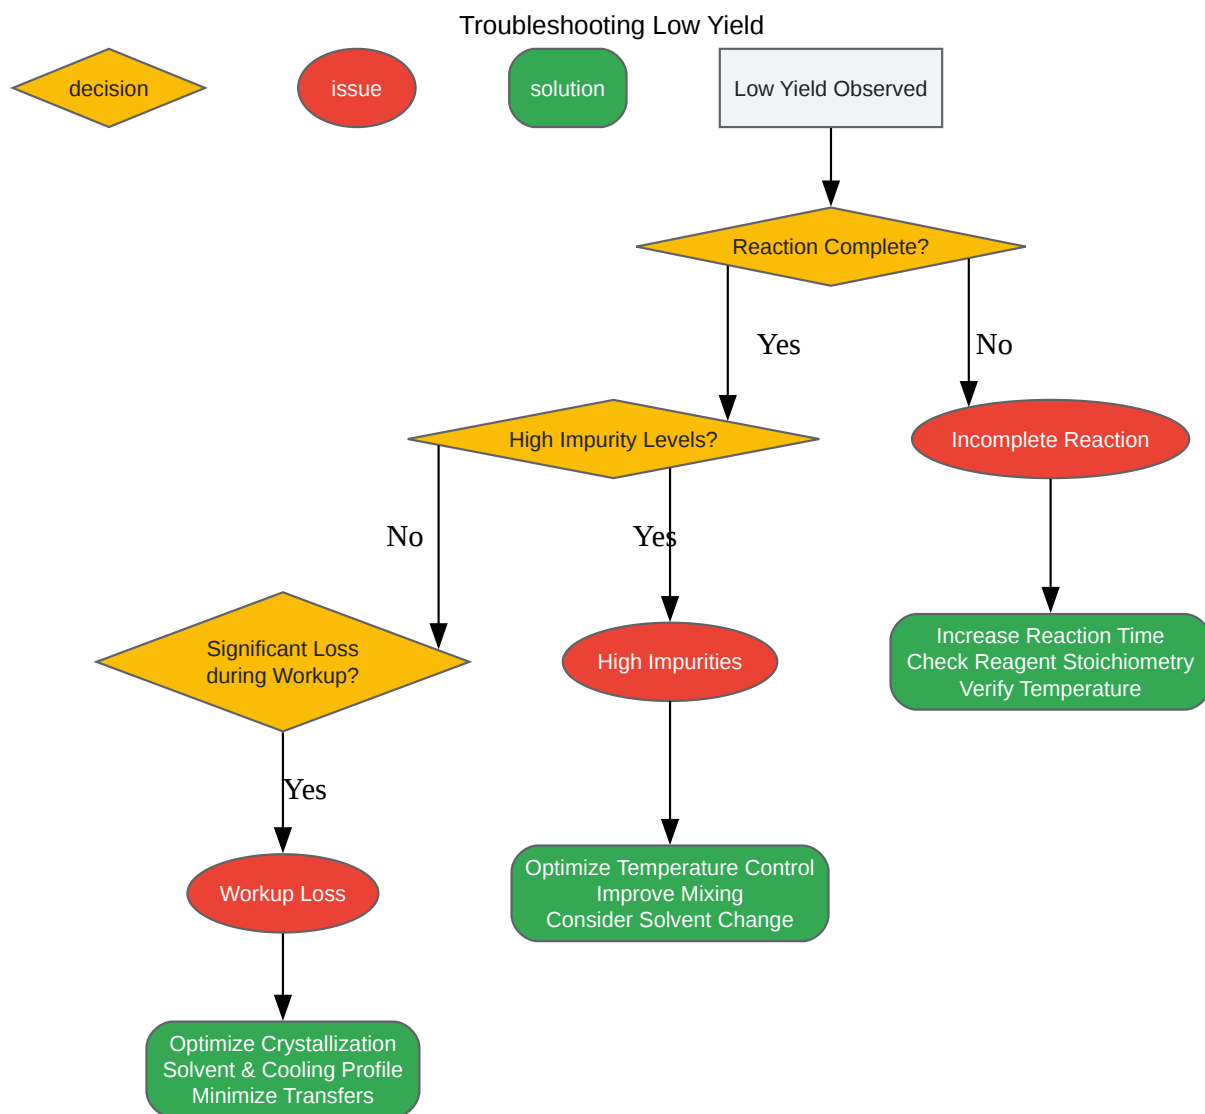 Troubleshooting Low Yield
decision
issue
solution
Low Yield Observed
Reaction Complete?
Yes
No
High Impurity Levels?
Incomplete Reaction
No
Yes
Significant Loss
during Workup?
High Impurities
Increase Reaction Time
Check Reagent Stoichiometry
Verify Temperature
Yes
Workup Loss
Optimize Temperature Control
Improve Mixing
Consider Solvent Change
Optimize Crystallization
Solvent & Cooling Profile
Minimize Transfers